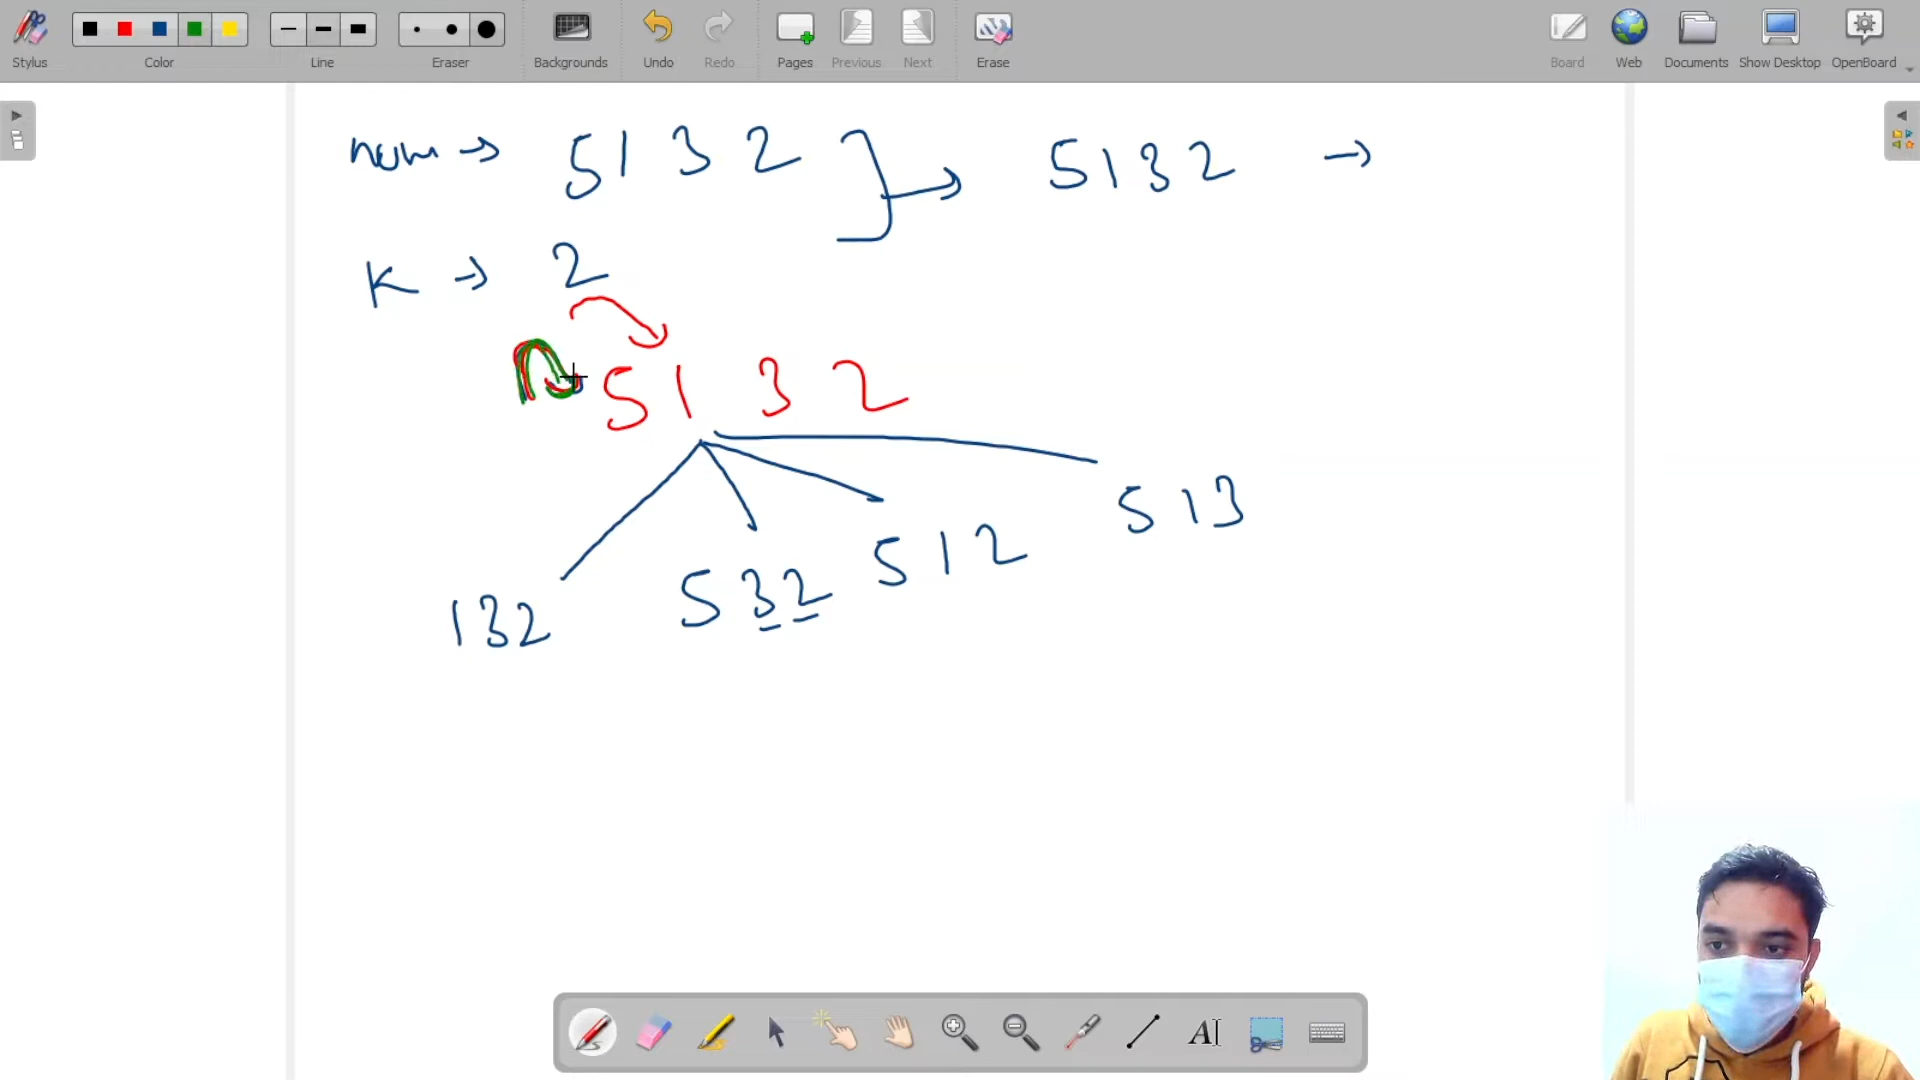 Stylus Color Line Eraser Backgrounds Undo Redo Pages Previous Next Erase Board Web Documents Show Desktop OpenBoard
num → 5 1 3 2 → 5 1 3 2 →
K → 2
5 1 3 2
5 1 3
5 1 2
5 3 2
1 3 2
A